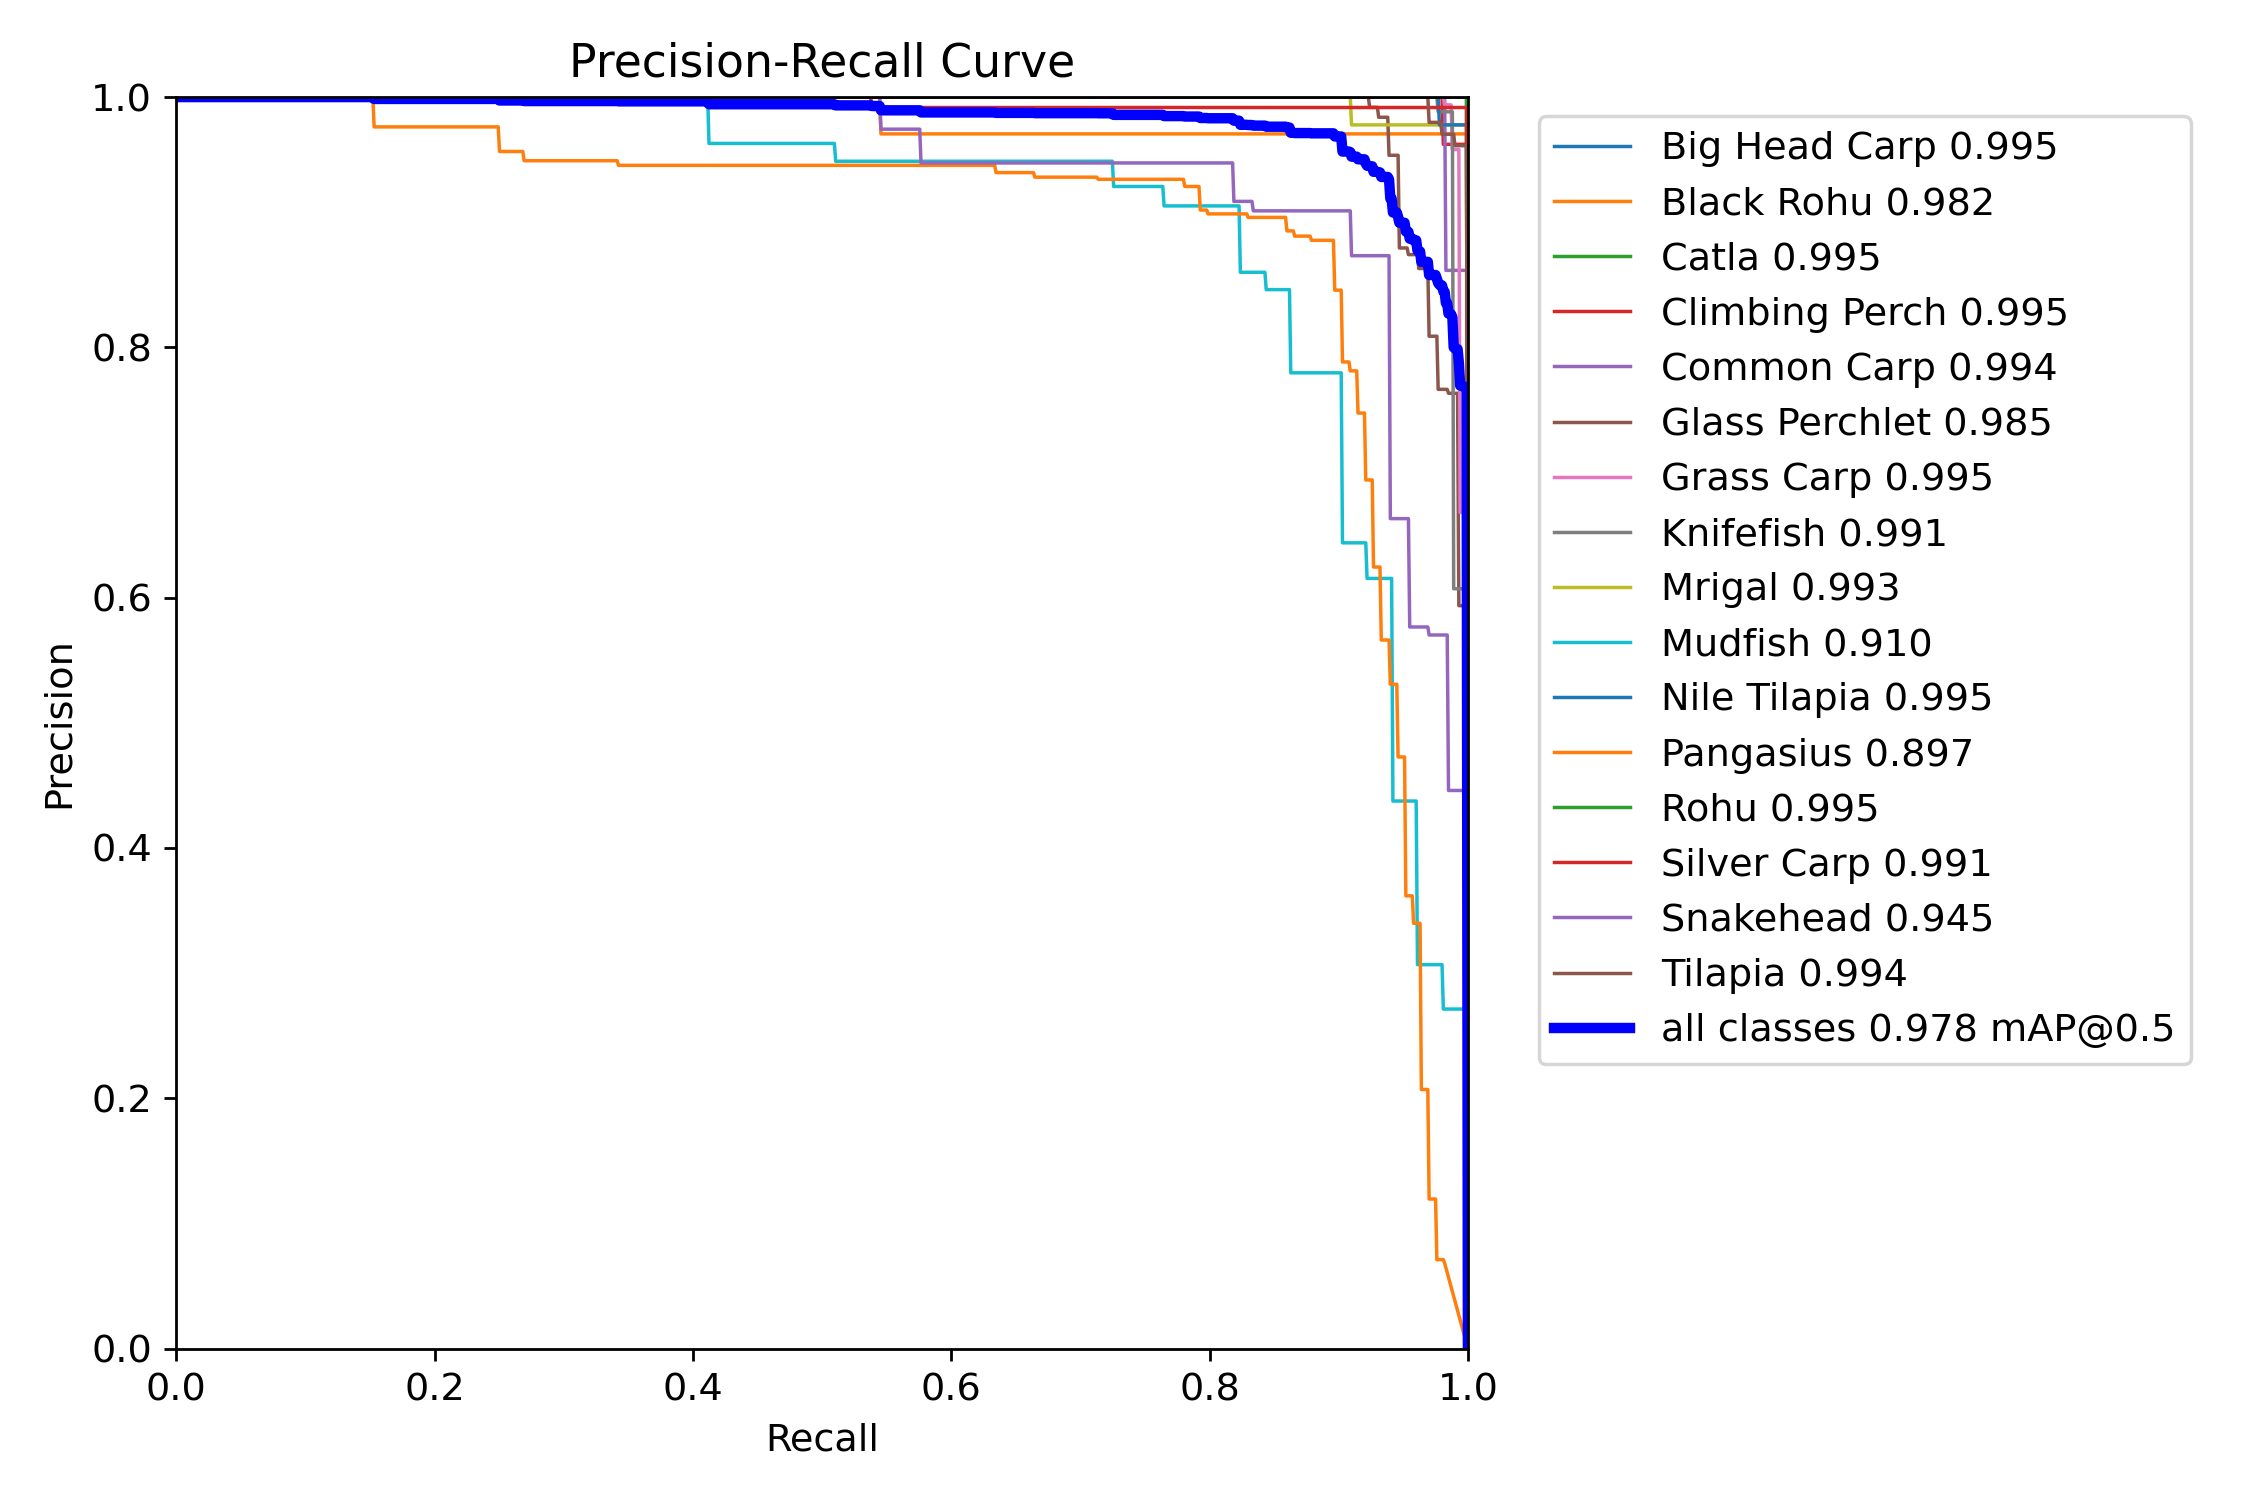 Precision-Recall Curve
1.0
0.8
0.6
0.4
0.2
0.0
Precision
0.0 0.2 0.4 0.6 0.8 1.0
Recall
Big Head Carp 0.995
Black Rohu 0.982
Catla 0.995
Climbing Perch 0.995
Common Carp 0.994
Glass Perchlet 0.985
Grass Carp 0.995
Knifefish 0.991
Mrigal 0.993
Mudfish 0.910
Nile Tilapia 0.995
Pangasius 0.897
Rohu 0.995
Silver Carp 0.991
Snakehead 0.945
Tilapia 0.994
all classes 0.978 mAP@0.5